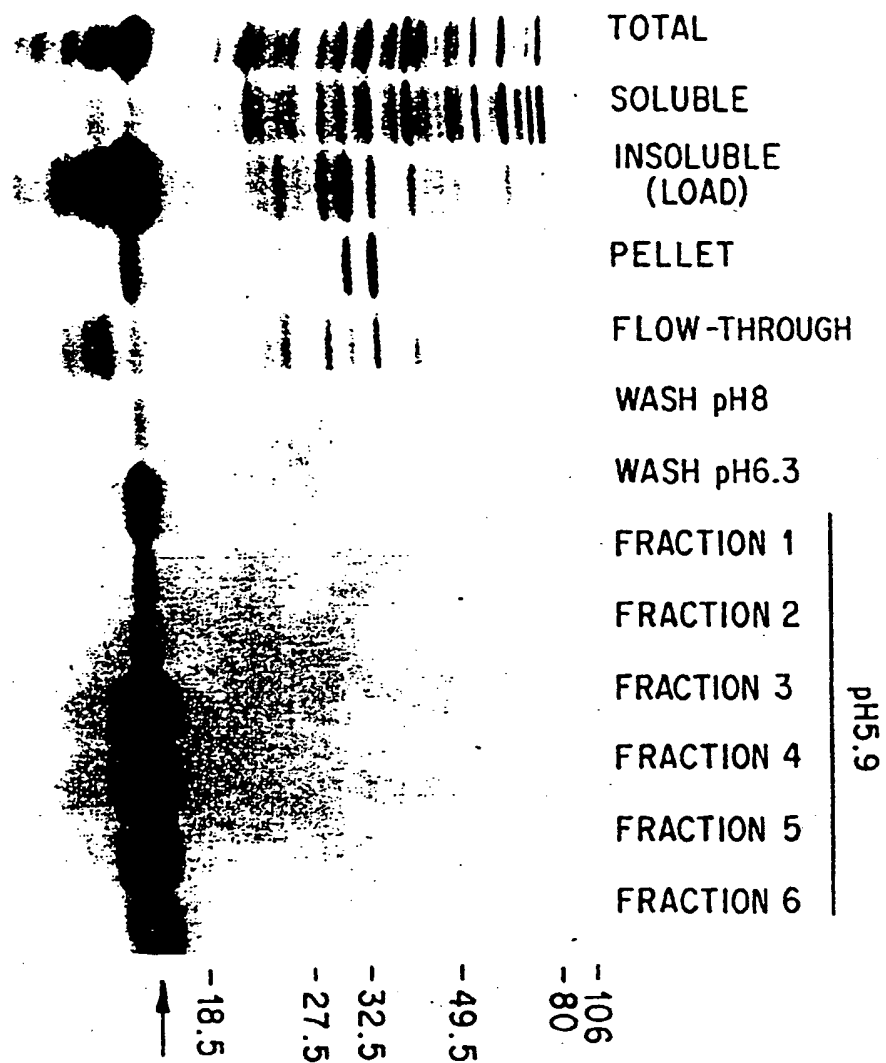 TOTAL
SOLUBLE
INSOLUBLE
(LOAD)
PELLET
FLOW-THROUGH
WASH pH8
WASH pH6.3
FRACTION 1
FRACTION 2
FRACTION 3
FRACTION 4
FRACTION 5
FRACTION 6
pH5.9
-18.5
-27.5
-32.5
-49.5
-80
-106